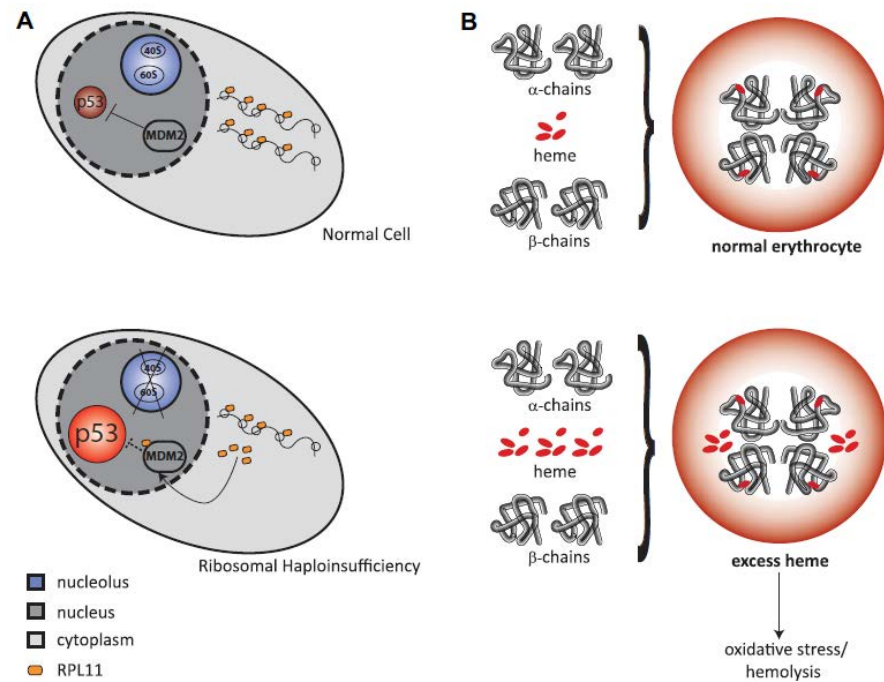 A
40S
60S
p53
MDM2
Normal Cell
40S
60S
p53
MDM2
Ribosomal Haploinsufficiency
nucleolus
nucleus
cytoplasm
RPL11
B
α-chains
heme
β-chains
normal erythrocyte
α-chains
heme
β-chains
excess heme
oxidative stress/
hemolysis